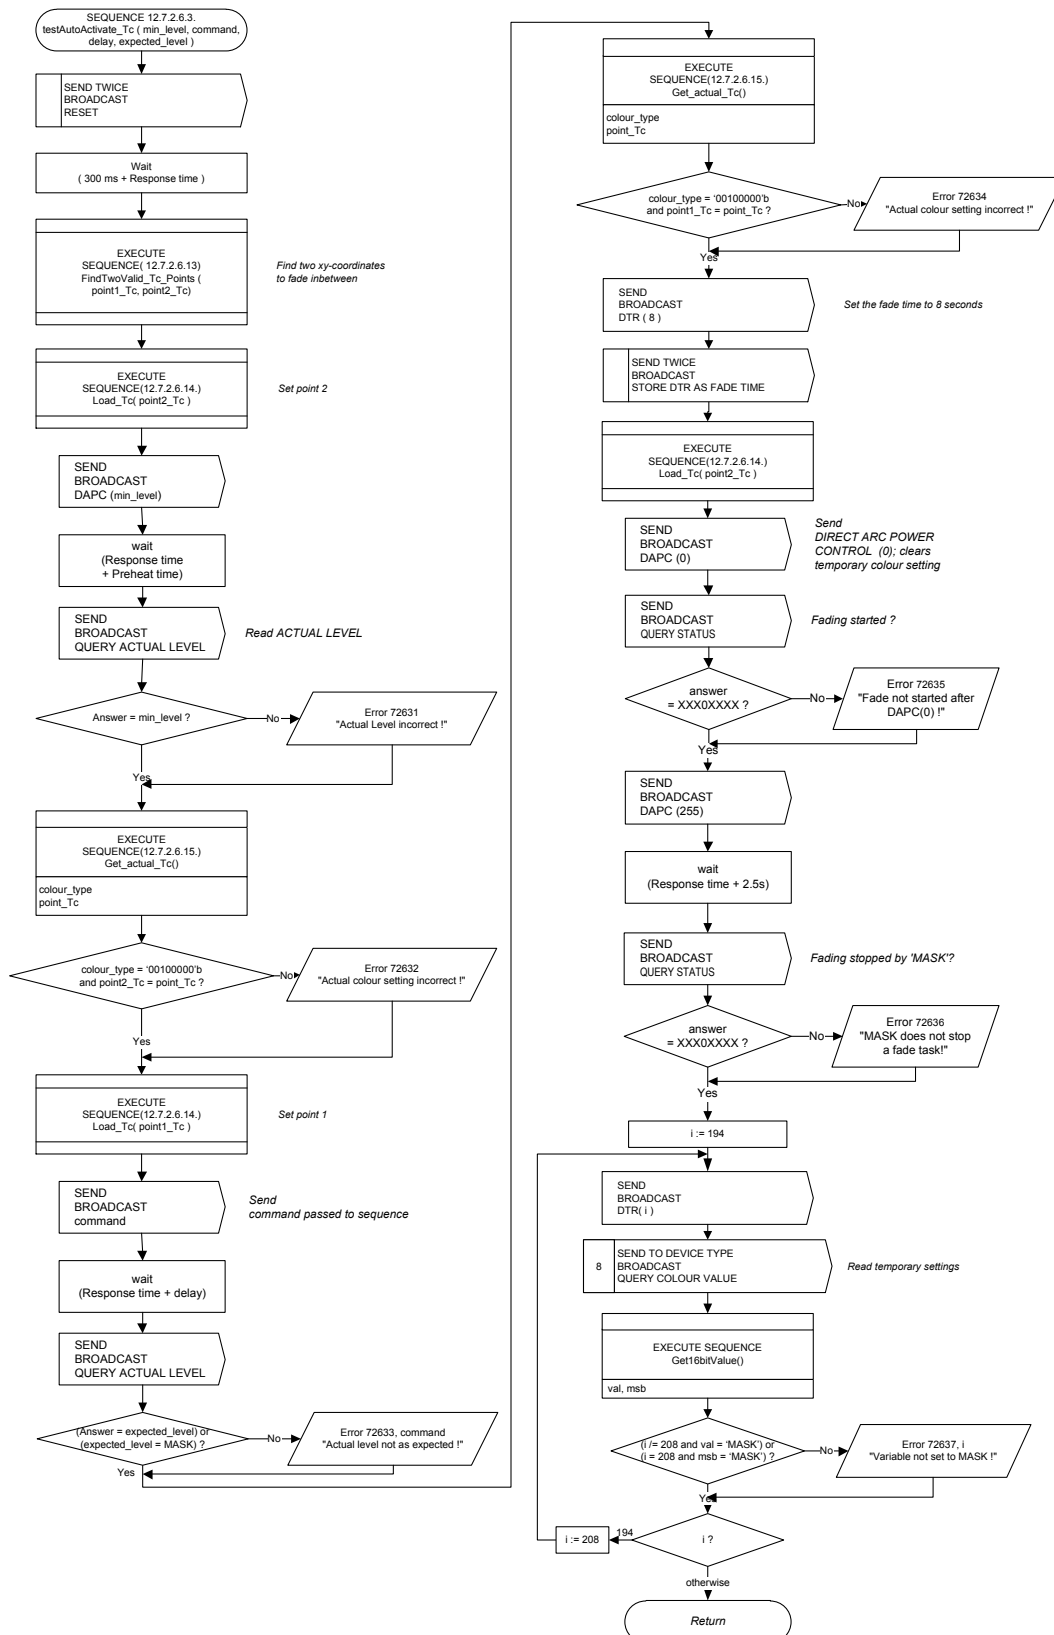 SEQUENCE 12.7.2.6.3.
testAutoActivate_Tc ( min_level, command,
delay, expected_level )
SEND TWICE
BROADCAST
RESET
Wait
( 300 ms + Response time )
EXECUTE
SEQUENCE( 12.7.2.6.13)
FindTwoValid_Tc_Points (
point1_Tc, point2_Tc)
Find two xy-coordinates
to fade inbetween
EXECUTE
SEQUENCE(12.7.2.6.14.)
Load_Tc( point2_Tc )
Set point 2
SEND
BROADCAST
DAPC (min_level)
wait
(Response time
+ Preheat time)
SEND
BROADCAST
QUERY ACTUAL LEVEL
Read ACTUAL LEVEL
Answer = min_level ?
No
Error 72631
"Actual Level incorrect !"
Yes
EXECUTE
SEQUENCE(12.7.2.6.15.)
Get_actual_Tc()
colour_type
point_Tc
colour_type = '00100000'b
and point2_Tc = point_Tc ?
No
Error 72632
"Actual colour setting incorrect !"
Yes
EXECUTE
SEQUENCE(12.7.2.6.14.)
Load_Tc( point1_Tc )
Set point 1
SEND
BROADCAST
command
Send
command passed to sequence
wait
(Response time + delay)
SEND
BROADCAST
QUERY ACTUAL LEVEL
(Answer = expected_level) or
(expected_level = MASK) ?
No
Error 72633, command
"Actual level not as expected !"
Yes
EXECUTE
SEQUENCE(12.7.2.6.15.)
Get_actual_Tc()
colour_type
point_Tc
colour_type = '00100000'b
and point1_Tc = point_Tc ?
No
Error 72634
"Actual colour setting incorrect !"
Yes
SEND
BROADCAST
DTR ( 8 )
Set the fade time to 8 seconds
SEND TWICE
BROADCAST
STORE DTR AS FADE TIME
EXECUTE
SEQUENCE(12.7.2.6.14.)
Load_Tc( point2_Tc )
SEND
BROADCAST
DAPC (0)
Send
DIRECT ARC POWER
CONTROL (0); clears
temporary colour setting
SEND
BROADCAST
QUERY STATUS
Fading started ?
answer
= XXX0XXXX ?
No
Error 72635
"Fade not started after
DAPC(0) !"
Yes
SEND
BROADCAST
DAPC (255)
wait
(Response time + 2.5s)
SEND
BROADCAST
QUERY STATUS
Fading stopped by 'MASK'?
answer
= XXX0XXXX ?
No
Error 72636
"MASK does not stop
a fade task!"
Yes
i := 194
SEND
BROADCAST
DTR( i )
8
SEND TO DEVICE TYPE
BROADCAST
QUERY COLOUR VALUE
Read temporary settings
EXECUTE SEQUENCE
Get16bitValue()
val, msb
(i /= 208 and val = 'MASK') or
(i = 208 and msb = 'MASK') ?
No
Error 72637, i
"Variable not set to MASK !"
Yes
i := 208
194
i ?
otherwise
Return